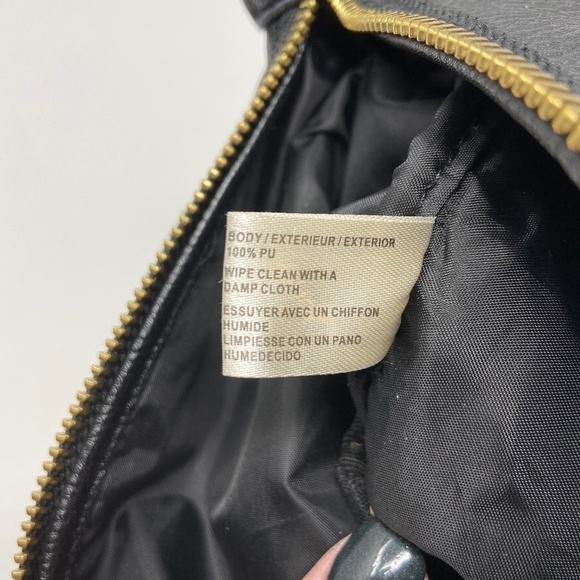 BODY / EXTERIEUR / EXTERIOR
100% PU
WIPE CLEAN WITH A
DAMP CLOTH
ESSUYER AVEC UN CHIFFON
HUMIDE
LIMPIESSE CON UN PANO
HUMEDECIDO